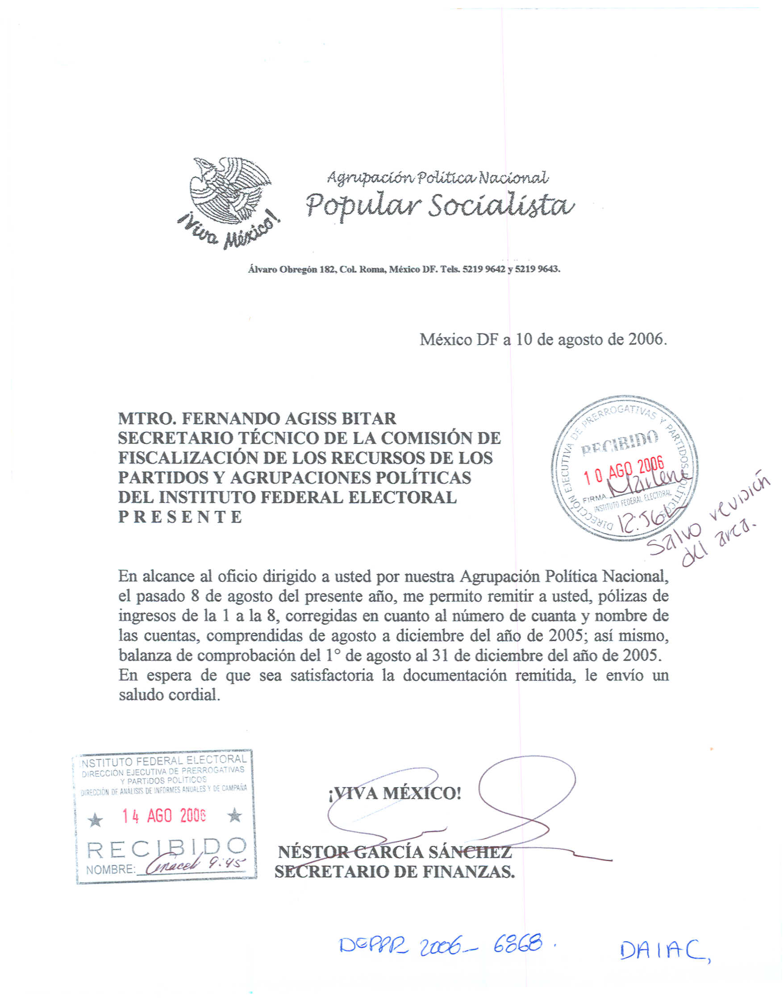 ¡Viva México!
Agrupación Política Nacional
Popular Socialista
Álvaro Obregón 182, Col. Roma, México DF. Tels. 5219 9642 y 5219 9643.
México DF a 10 de agosto de 2006.
MTRO. FERNANDO AGISS BITAR
SECRETARIO TÉCNICO DE LA COMISIÓN DE
FISCALIZACIÓN DE LOS RECURSOS DE LOS
PARTIDOS Y AGRUPACIONES POLÍTICAS
DEL INSTITUTO FEDERAL ELECTORAL
P R E S E N T E
DIRECCIÓN EJECUTIVA DE PRERROGATIVAS Y PARTIDOS POLÍTICOS
RECIBIDO
10 AGO 2006
Marlene
FIRMA.
INSTITUTO FEDERAL ELECTORAL
12:56
Salvo revisión
del area.
En alcance al oficio dirigido a usted por nuestra Agrupación Política Nacional,
el pasado 8 de agosto del presente año, me permito remitir a usted, pólizas de
ingresos de la 1 a la 8, corregidas en cuanto al número de cuanta y nombre de
las cuentas, comprendidas de agosto a diciembre del año de 2005; así mismo,
balanza de comprobación del 1° de agosto al 31 de diciembre del año de 2005.
En espera de que sea satisfactoria la documentación remitida, le envío un
saludo cordial.
INSTITUTO FEDERAL ELECTORAL
DIRECCIÓN EJECUTIVA DE PRERROGATIVAS
Y PARTIDOS POLÍTICOS
DIRECCIÓN DE ANÁLISIS DE INFORMES ANUALES Y DE CAMPAÑA
★ 14 AGO 2006 ★
RECIBIDO
NOMBRE: Araceli 9:45
¡VIVA MÉXICO!
NÉSTOR GARCÍA SÁNCHEZ
SECRETARIO DE FINANZAS.
DEPPP 2006- 6868.
DAIAC,